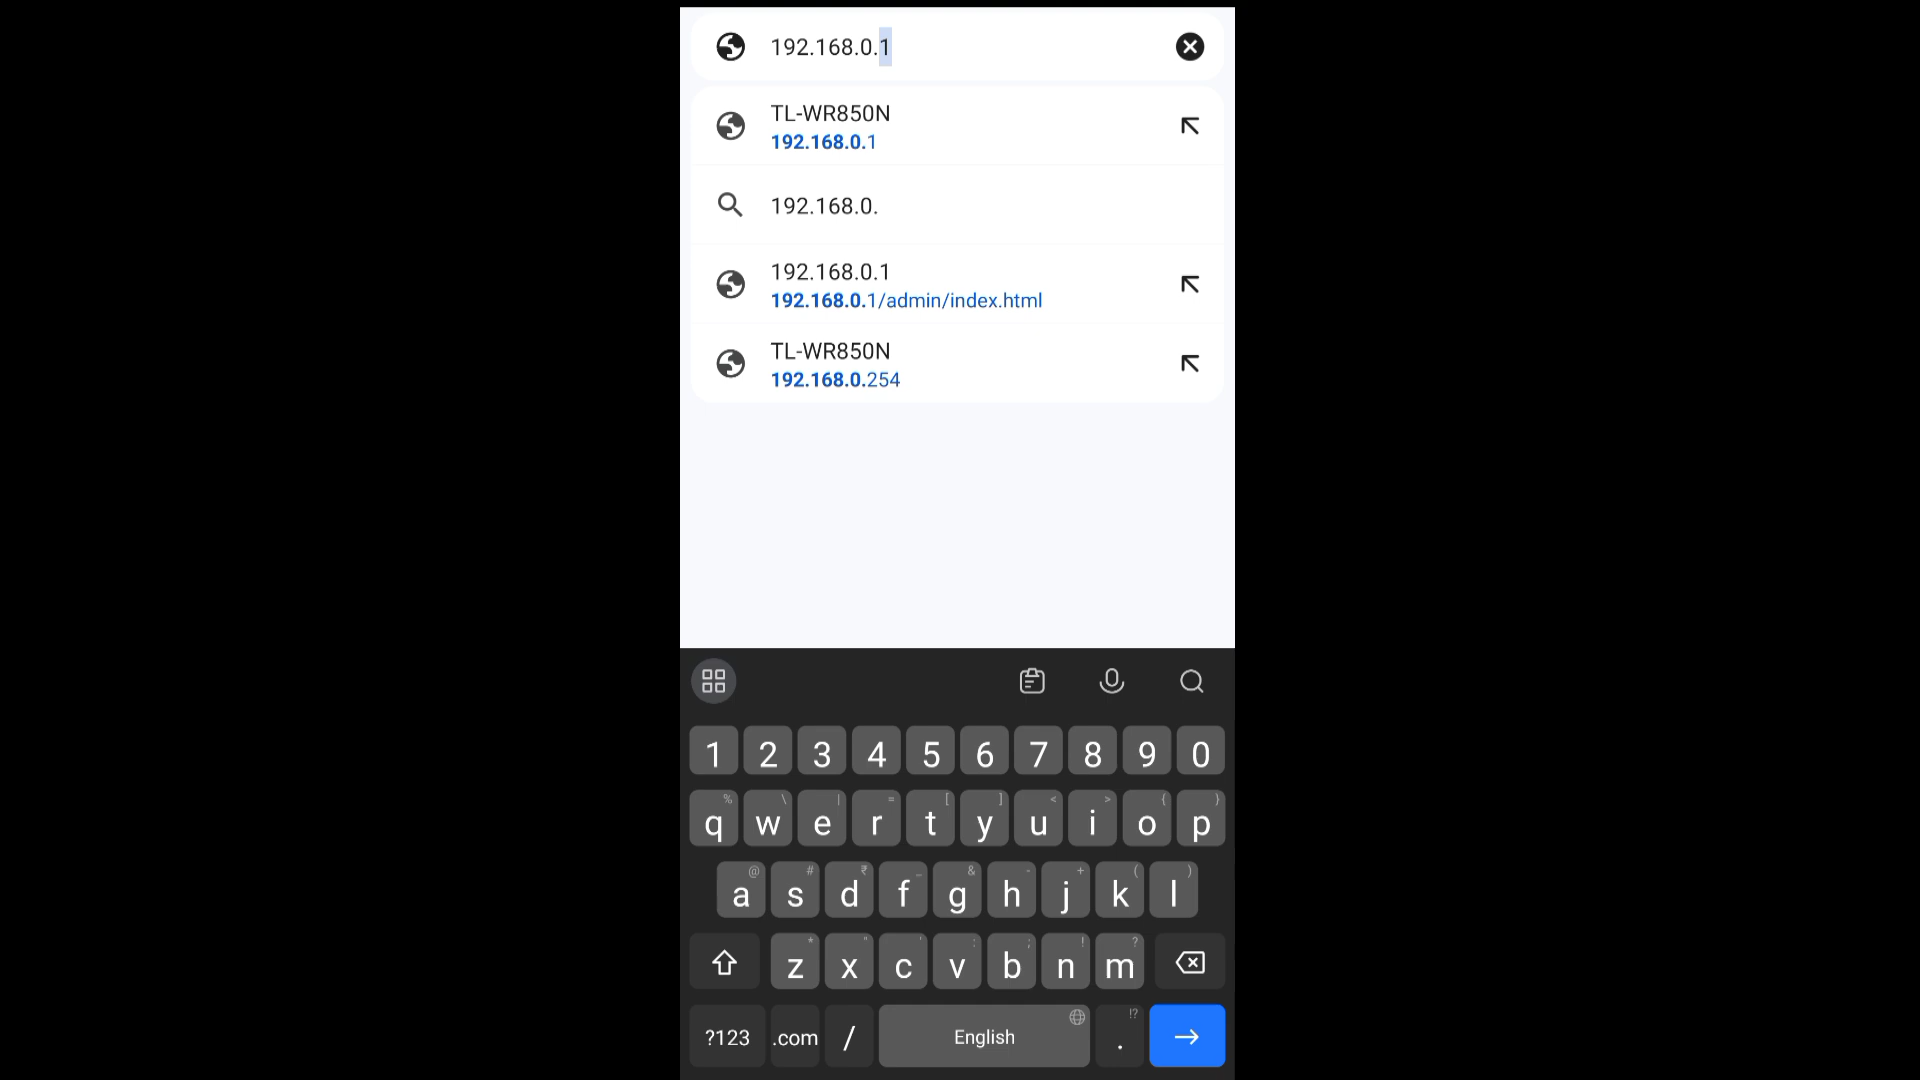 192.168.0.1
TL-WR850N
192.168.0.1
192.168.0.
192.168.0.1
192.168.0.1/admin/index.html
TL-WR850N
192.168.0.254
1 2 3 4 5 6 7 8 9 0
% \ | = [ ] < > { }
q w e r t y u i o p
@ # ₹ _ & - + ( )
a s d f g h j k l
* " ' : ; ! ?
z x c v b n m
!?
?123 .com / English .